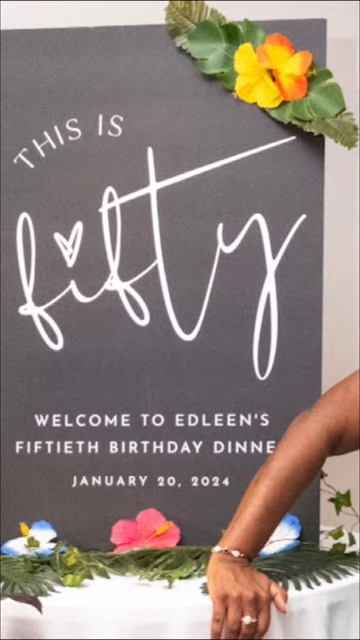 THIS IS
fifty
WELCOME TO EDLEEN'S
FIFTIETH BIRTHDAY DINNE
JANUARY 20, 2024